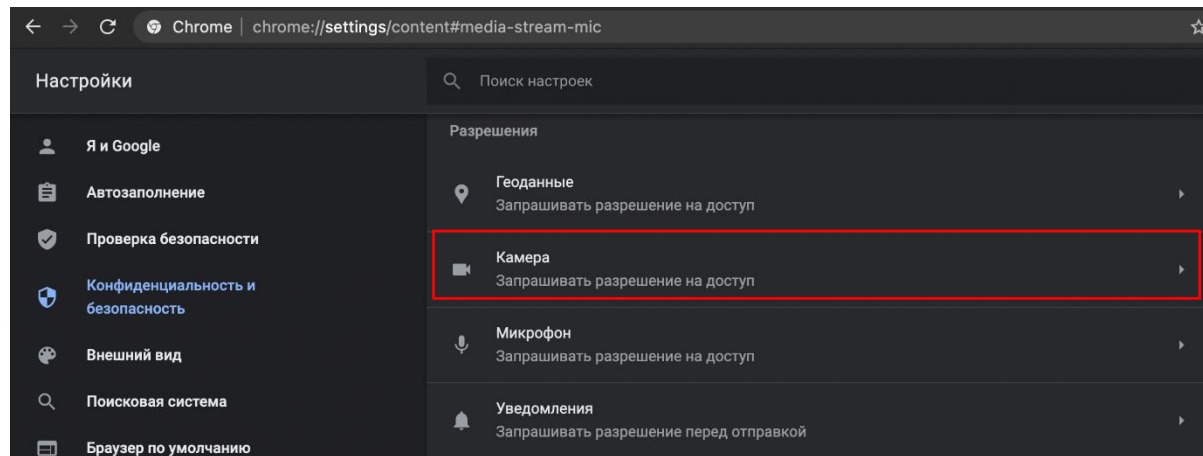 Chrome | chrome://settings/content#media-stream-mic
Настройки
Поиск настроек
Я и Google
Автозаполнение
Проверка безопасности
Конфиденциальность и
безопасность
Внешний вид
Поисковая система
Браузер по умолчанию
Разрешения
Геоданные
Запрашивать разрешение на доступ
Камера
Запрашивать разрешение на доступ
Микрофон
Запрашивать разрешение на доступ
Уведомления
Запрашивать разрешение перед отправкой